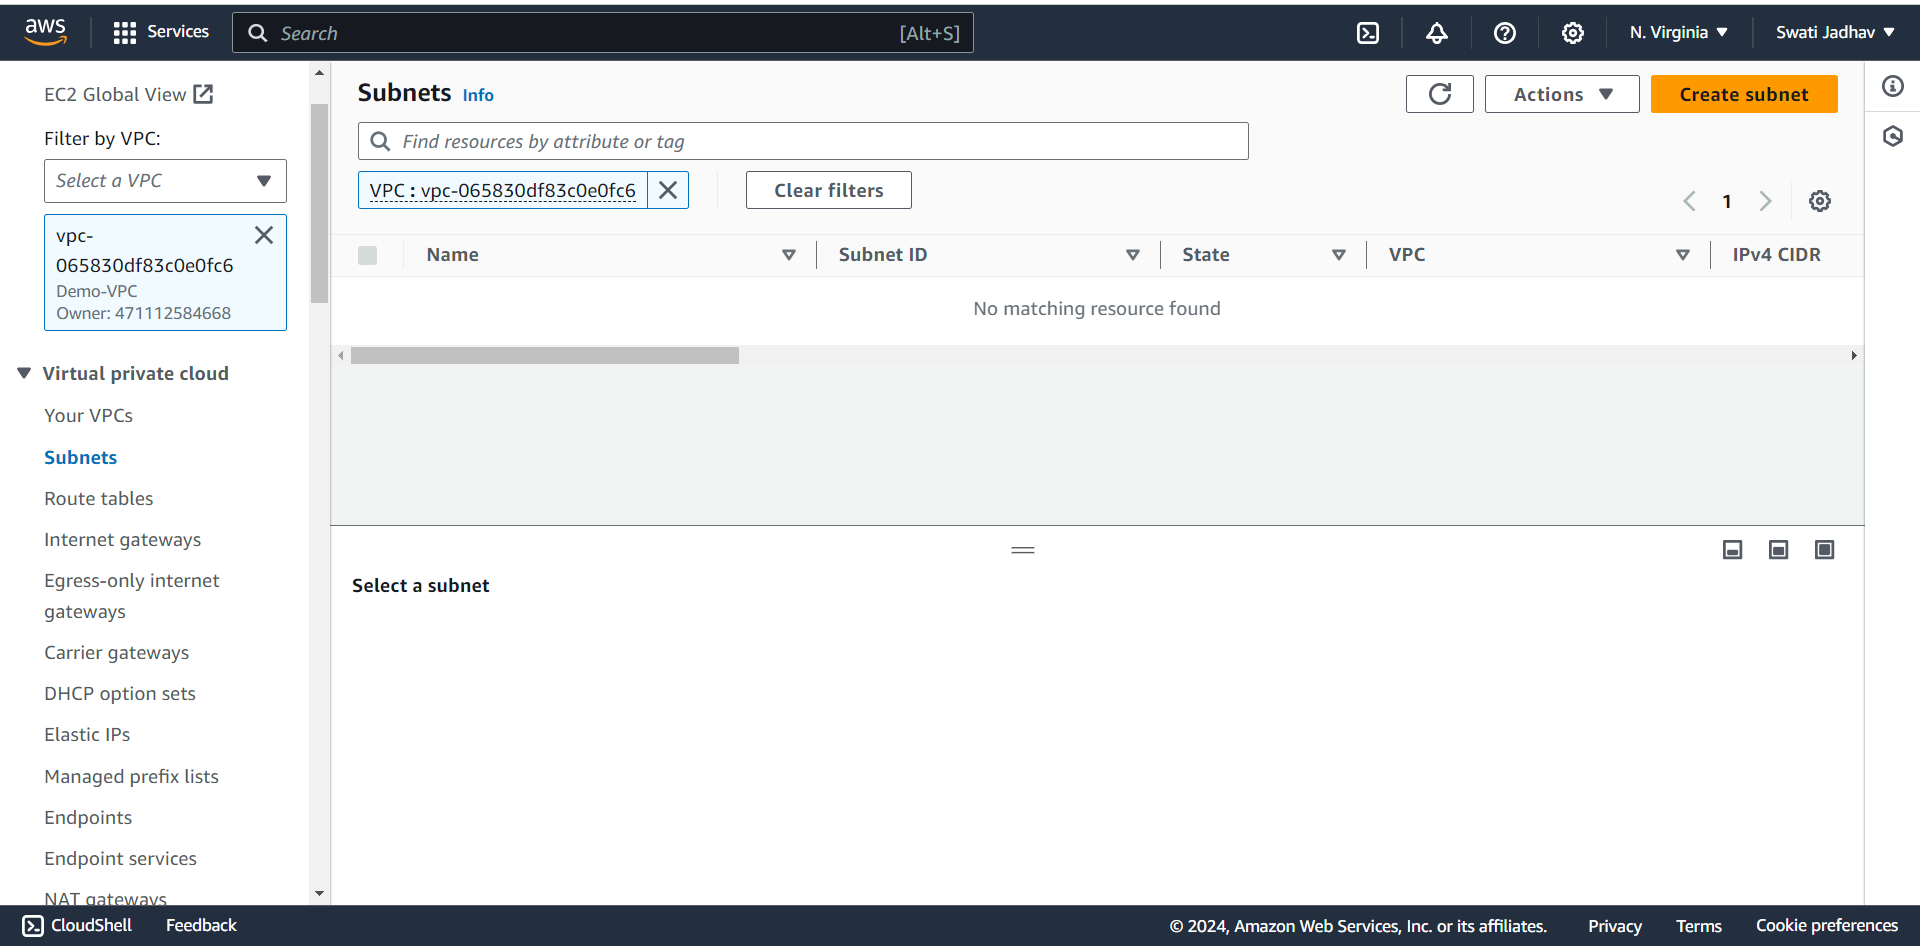 aws
Services
Search
[Alt+S]
N. Virginia
Swati Jadhav
EC2 Global View
Filter by VPC:
Select a VPC
vpc-
065830df83c0e0fc6
Demo-VPC
Owner: 471112584668
Virtual private cloud
Your VPCs
Subnets
Route tables
Internet gateways
Egress-only internet
gateways
Carrier gateways
DHCP option sets
Elastic IPs
Managed prefix lists
Endpoints
Endpoint services
NAT gateways
Subnets Info
Actions
Create subnet
Find resources by attribute or tag
VPC : vpc-065830df83c0e0fc6
Clear filters
1
Name
Subnet ID
State
VPC
IPv4 CIDR
No matching resource found
Select a subnet
CloudShell
Feedback
© 2024, Amazon Web Services, Inc. or its affiliates.
Privacy
Terms
Cookie preferences